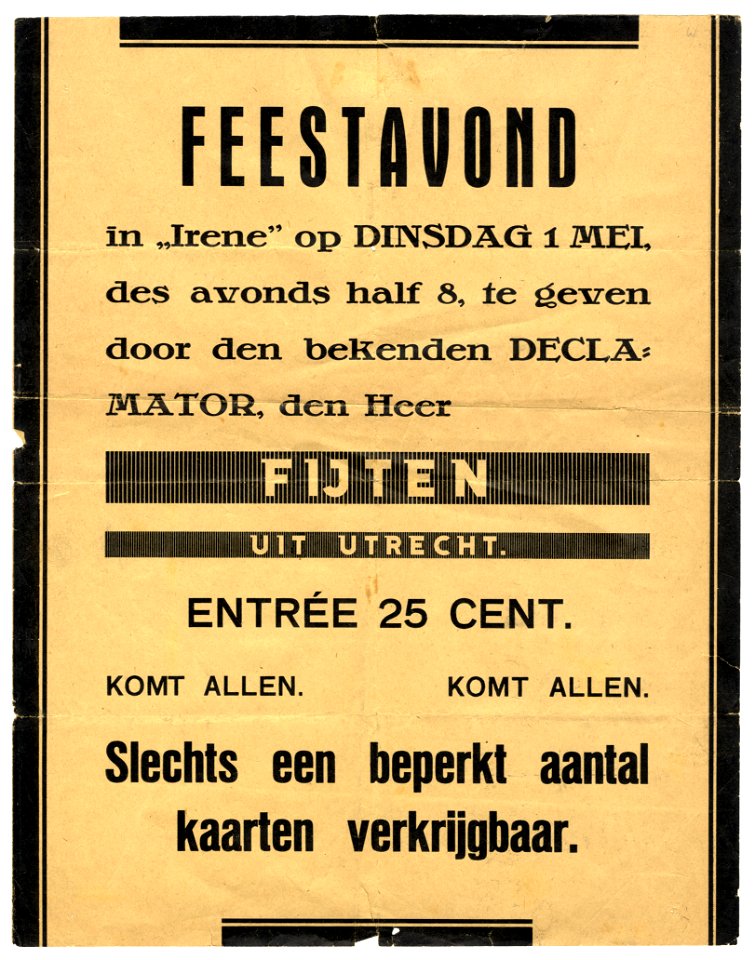 FEESTAVOND
in „Irene” op DINSDAG 1 MEI,
des avonds half 8, te geven
door den bekenden DECLA-
MATOR, den Heer
FIJTEN
UIT UTRECHT.
ENTRÉE 25 CENT.
KOMT ALLEN. KOMT ALLEN.
Slechts een beperkt aantal
kaarten verkrijgbaar.